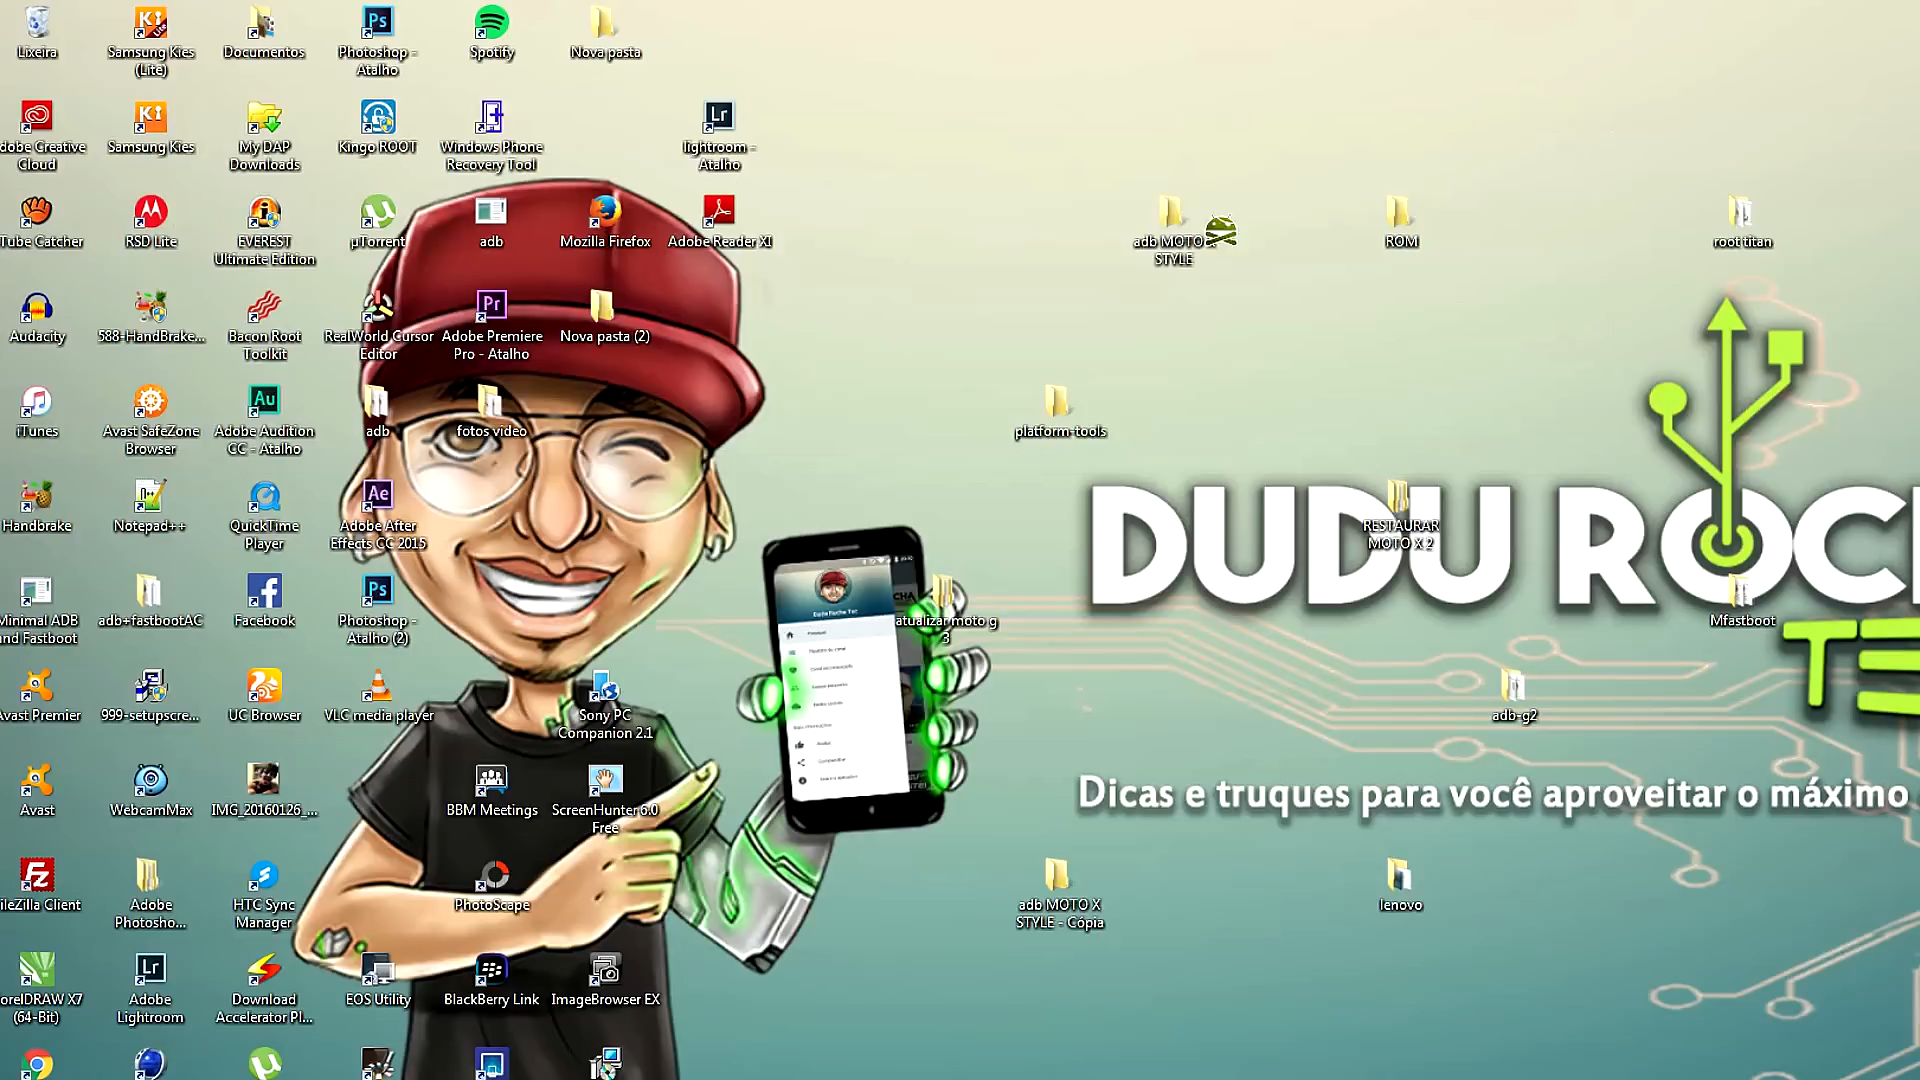 Lixeira
Samsung Kies
(Lite)
Documentos
Photoshop -
Atalho
Spotify
Nova pasta
dobe Creative
Cloud
Samsung Kies
My DAP
Downloads
Kingo ROOT
Windows Phone
Recovery Tool
lightroom -
Atalho
Tube Catcher
RSD Lite
EVEREST
Ultimate Edition
µTorrent
adb
Mozilla Firefox
Adobe Reader XI
adb MOTO
STYLE
ROM
root titan
Audacity
588-HandBrake...
Bacon Root
Toolkit
RealWorld Cursor
Editor
Adobe Premiere
Pro - Atalho
Nova pasta (2)
iTunes
Avast SafeZone
Browser
Adobe Audition
CC - Atalho
adb
fotos video
platform-tools
Handbrake
Notepad++
QuickTime
Player
Adobe After
Effects CC 2015
RESTAURAR
MOTO X 2
DUDU ROC
TE
Minimal ADB
and Fastboot
adb+fastbootAC
Facebook
Photoshop -
Atalho (2)
Dudu Rocha Tec
atualizar moto g
3
Mfastboot
Avast Premier
999-setupscre...
UC Browser
VLC media player
Sony PC
Companion 2.1
adb-g2
Avast
WebcamMax
IMG_20160126_...
BBM Meetings
ScreenHunter 6.0
Free
Dicas e truques para você aproveitar o máximo
ileZilla Client
Adobe
Photosho...
HTC Sync
Manager
PhotoScape
adb MOTO X
STYLE - Cópia
lenovo
orelDRAW X7
(64-Bit)
Adobe
Lightroom
Download
Accelerator Pl...
EOS Utility
BlackBerry Link
ImageBrowser EX